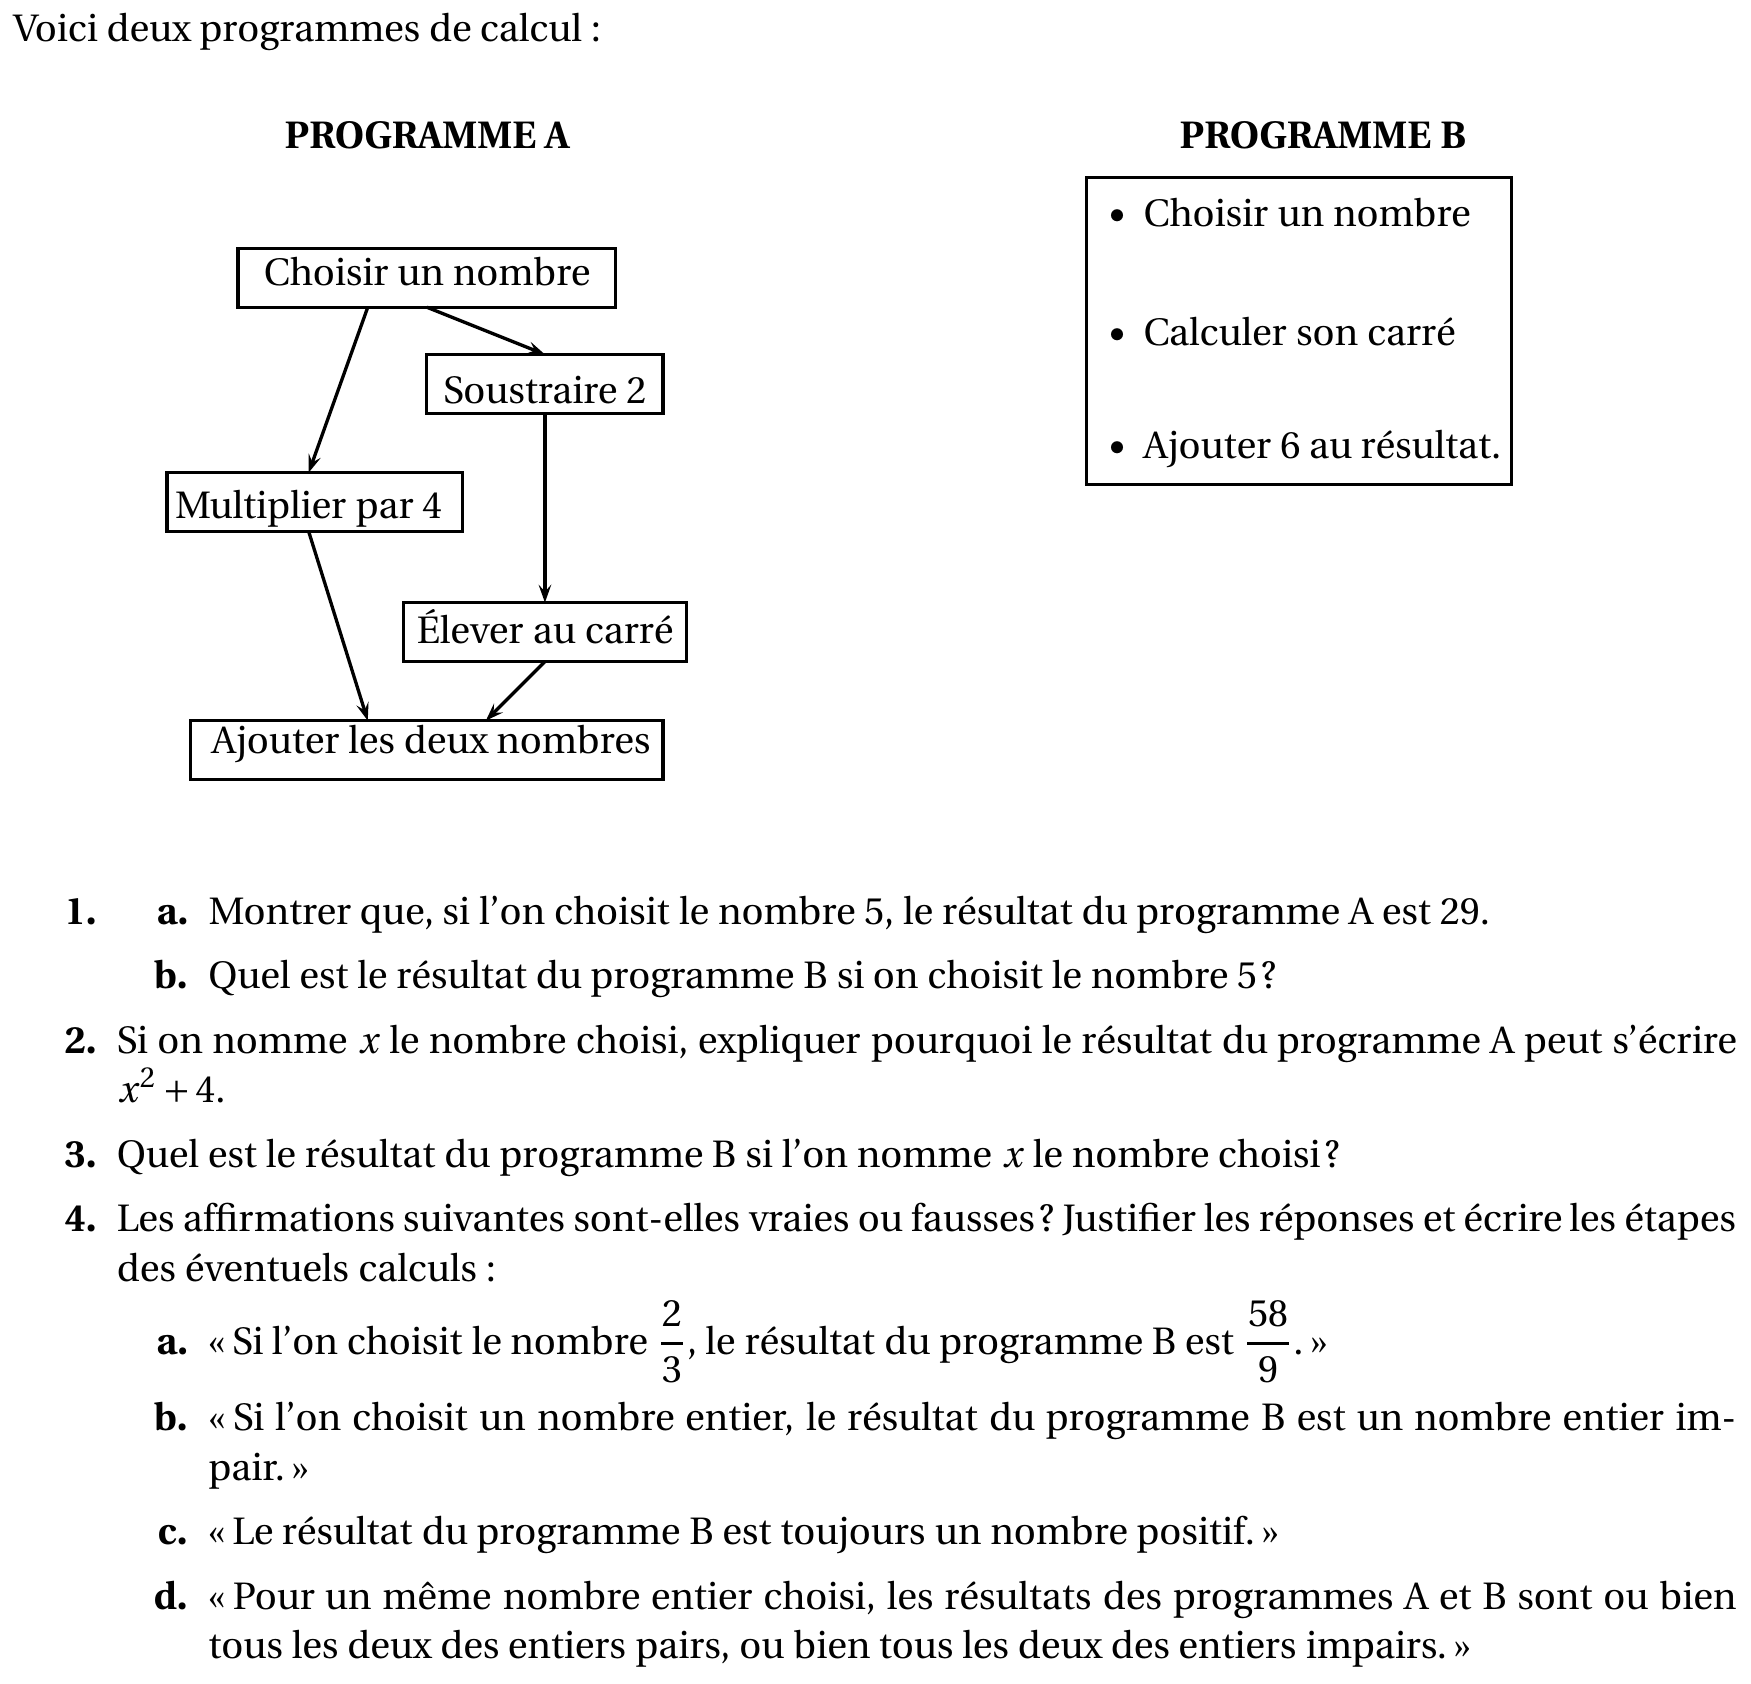 Voici deux programmes de calcul :
PROGRAMME A
Choisir un nombre
Soustraire 2
Multiplier par 4
Élever au carré
Ajouter les deux nombres
PROGRAMME B
• Choisir un nombre
• Calculer son carré
• Ajouter 6 au résultat.
1. a. Montrer que, si l’on choisit le nombre 5, le résultat du programme A est 29.
b. Quel est le résultat du programme B si on choisit le nombre 5 ?
2. Si on nomme x le nombre choisi, expliquer pourquoi le résultat du programme A peut s’écrire
x² + 4.
3. Quel est le résultat du programme B si l’on nomme x le nombre choisi ?
4. Les affirmations suivantes sont-elles vraies ou fausses ? Justifier les réponses et écrire les étapes
des éventuels calculs :
a. « Si l’on choisit le nombre 2/3, le résultat du programme B est 58/9. »
b. « Si l’on choisit un nombre entier, le résultat du programme B est un nombre entier im-
pair. »
c. « Le résultat du programme B est toujours un nombre positif. »
d. « Pour un même nombre entier choisi, les résultats des programmes A et B sont ou bien
tous les deux des entiers pairs, ou bien tous les deux des entiers impairs. »